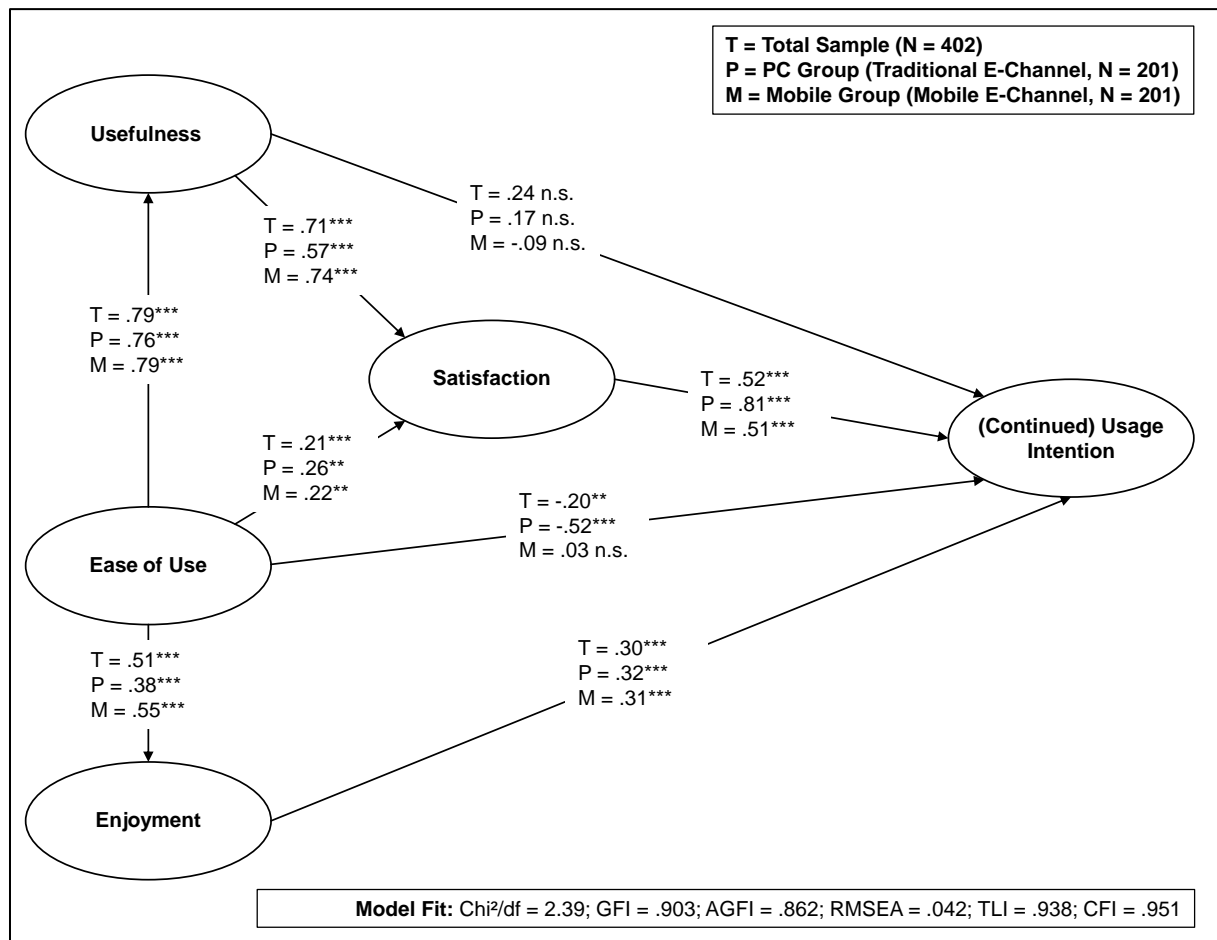 T = Total Sample (N = 402)
P = PC Group (Traditional E-Channel, N = 201)
M = Mobile Group (Mobile E-Channel, N = 201)
Usefulness
T = .24 n.s.
P = .17 n.s.
M = -.09 n.s.
T = .71***
P = .57***
M = .74***
T = .79***
P = .76***
M = .79***
Satisfaction
T = .52***
P = .81***
M = .51***
(Continued) Usage
Intention
T = .21***
P = .26**
M = .22**
T = -.20**
P = -.52***
M = .03 n.s.
Ease of Use
T = .51***
P = .38***
M = .55***
T = .30***
P = .32***
M = .31***
Enjoyment
Model Fit: Chi²/df = 2.39; GFI = .903; AGFI = .862; RMSEA = .042; TLI = .938; CFI = .951